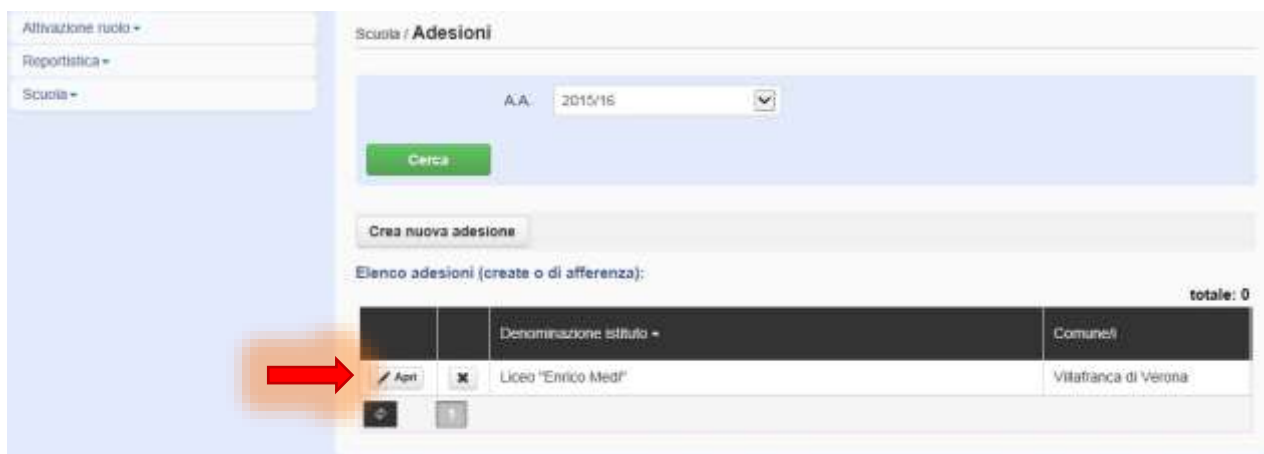 Attivazione ruolo
Reportistica
Scuola
Scuola / Adesioni
A.A. 2015/16
Cerca
Crea nuova adesione
Elenco adesioni (create o di afferenza):
totale: 0
Denominazione istituto Comune/i
Apri Liceo "Enrico Medi" Villafranca di Verona
1